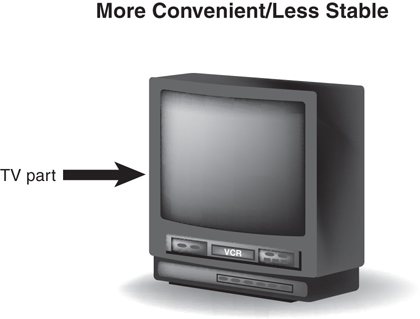 More Convenient/Less Stable
TV part
VCR